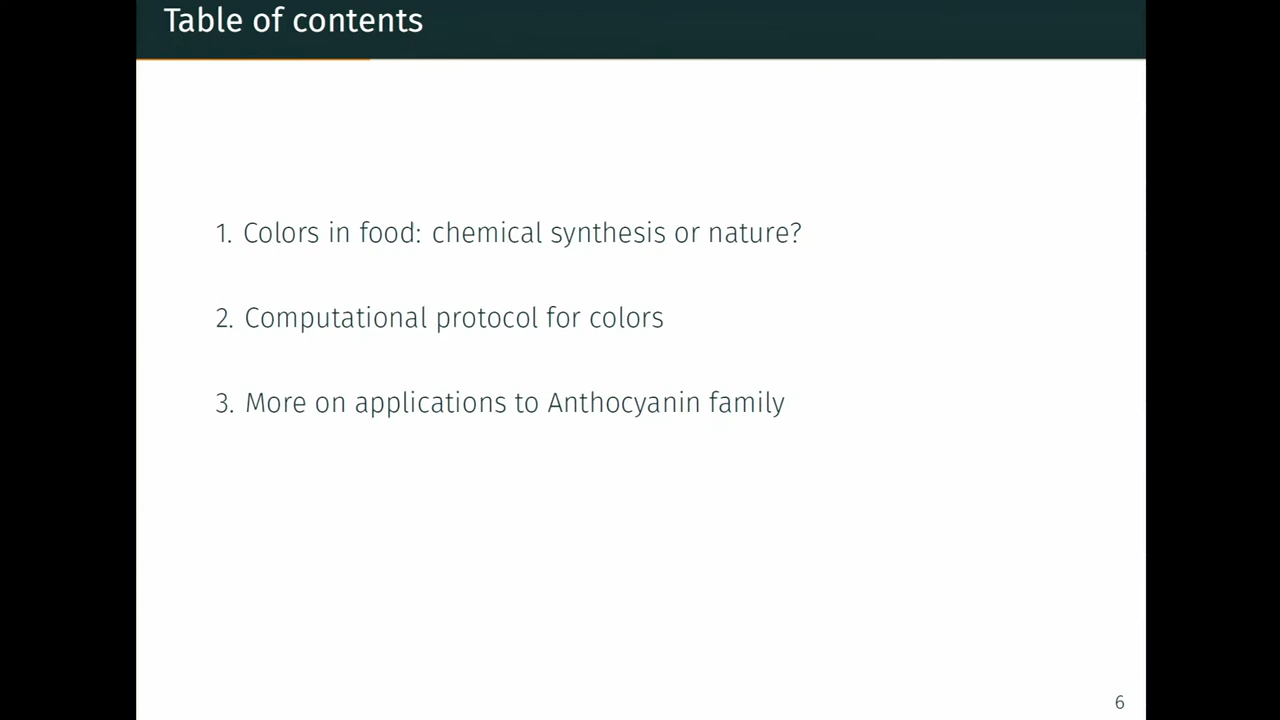 Table of contents
1. Colors in food: chemical synthesis or nature?
2. Computational protocol for colors
3. More on applications to Anthocyanin family
6